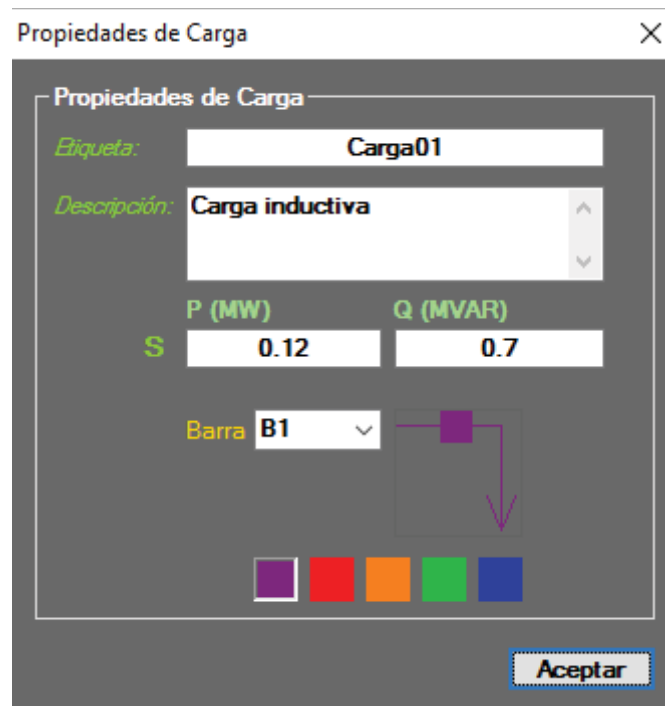 Propiedades de Carga
Propiedades de Carga
Etiqueta: Carga01
Descripción: Carga inductiva
P (MW) Q (MVAR)
S 0.12 0.7
Barra B1
Aceptar